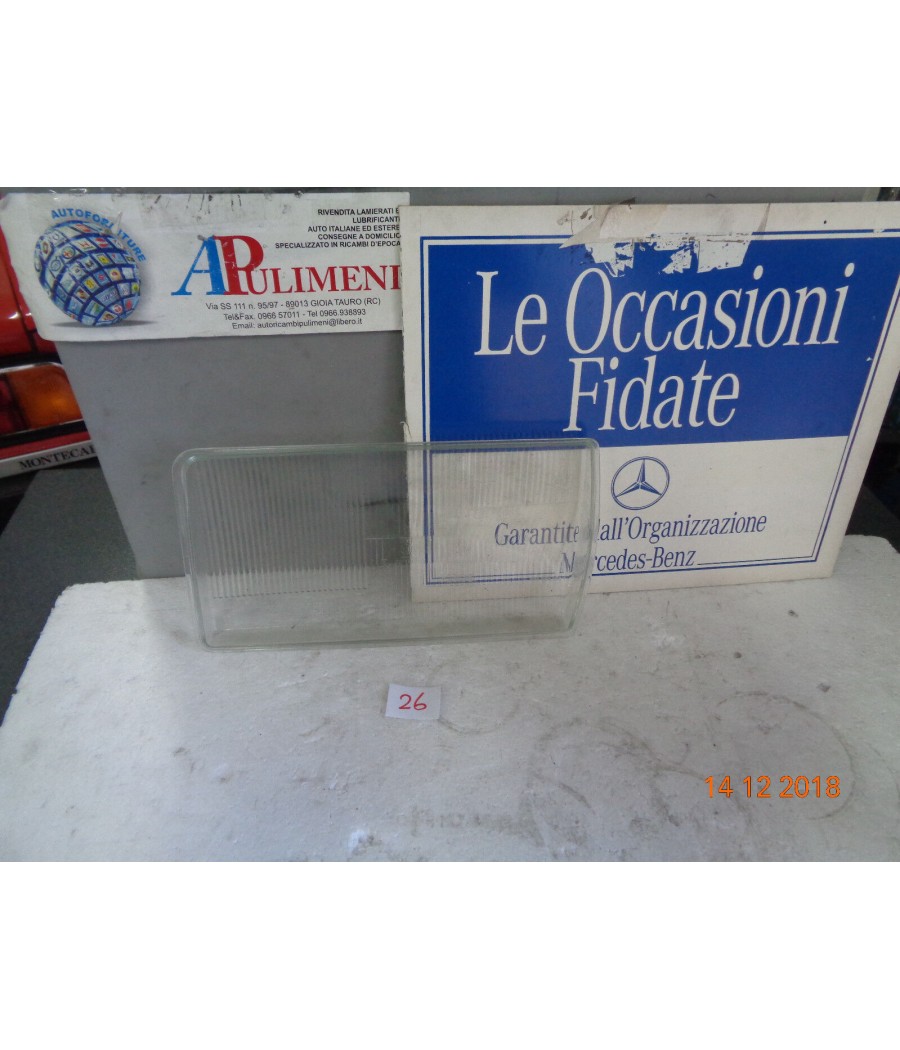 AUTOFORNITURE
RIVENDITA LAMIERATI E
LUBRIFICANTI
AUTO ITALIANE ED ESTERE
CONSEGNE A DOMICILIO
SPECIALIZZATO IN RICAMBI D'EPOCA
APULIMENI
Via SS 111 n. 95/97 - 89013 GIOIA TAURO (RC)
Tel&Fax. 0966 57011 - Tel 0966.936893
Email: autoricambipulimeni@libero.it
Le Occasioni
Fidate
Garantite dall'Organizzazione
Mercedes-Benz
MONTECAR
26
14 12 2018